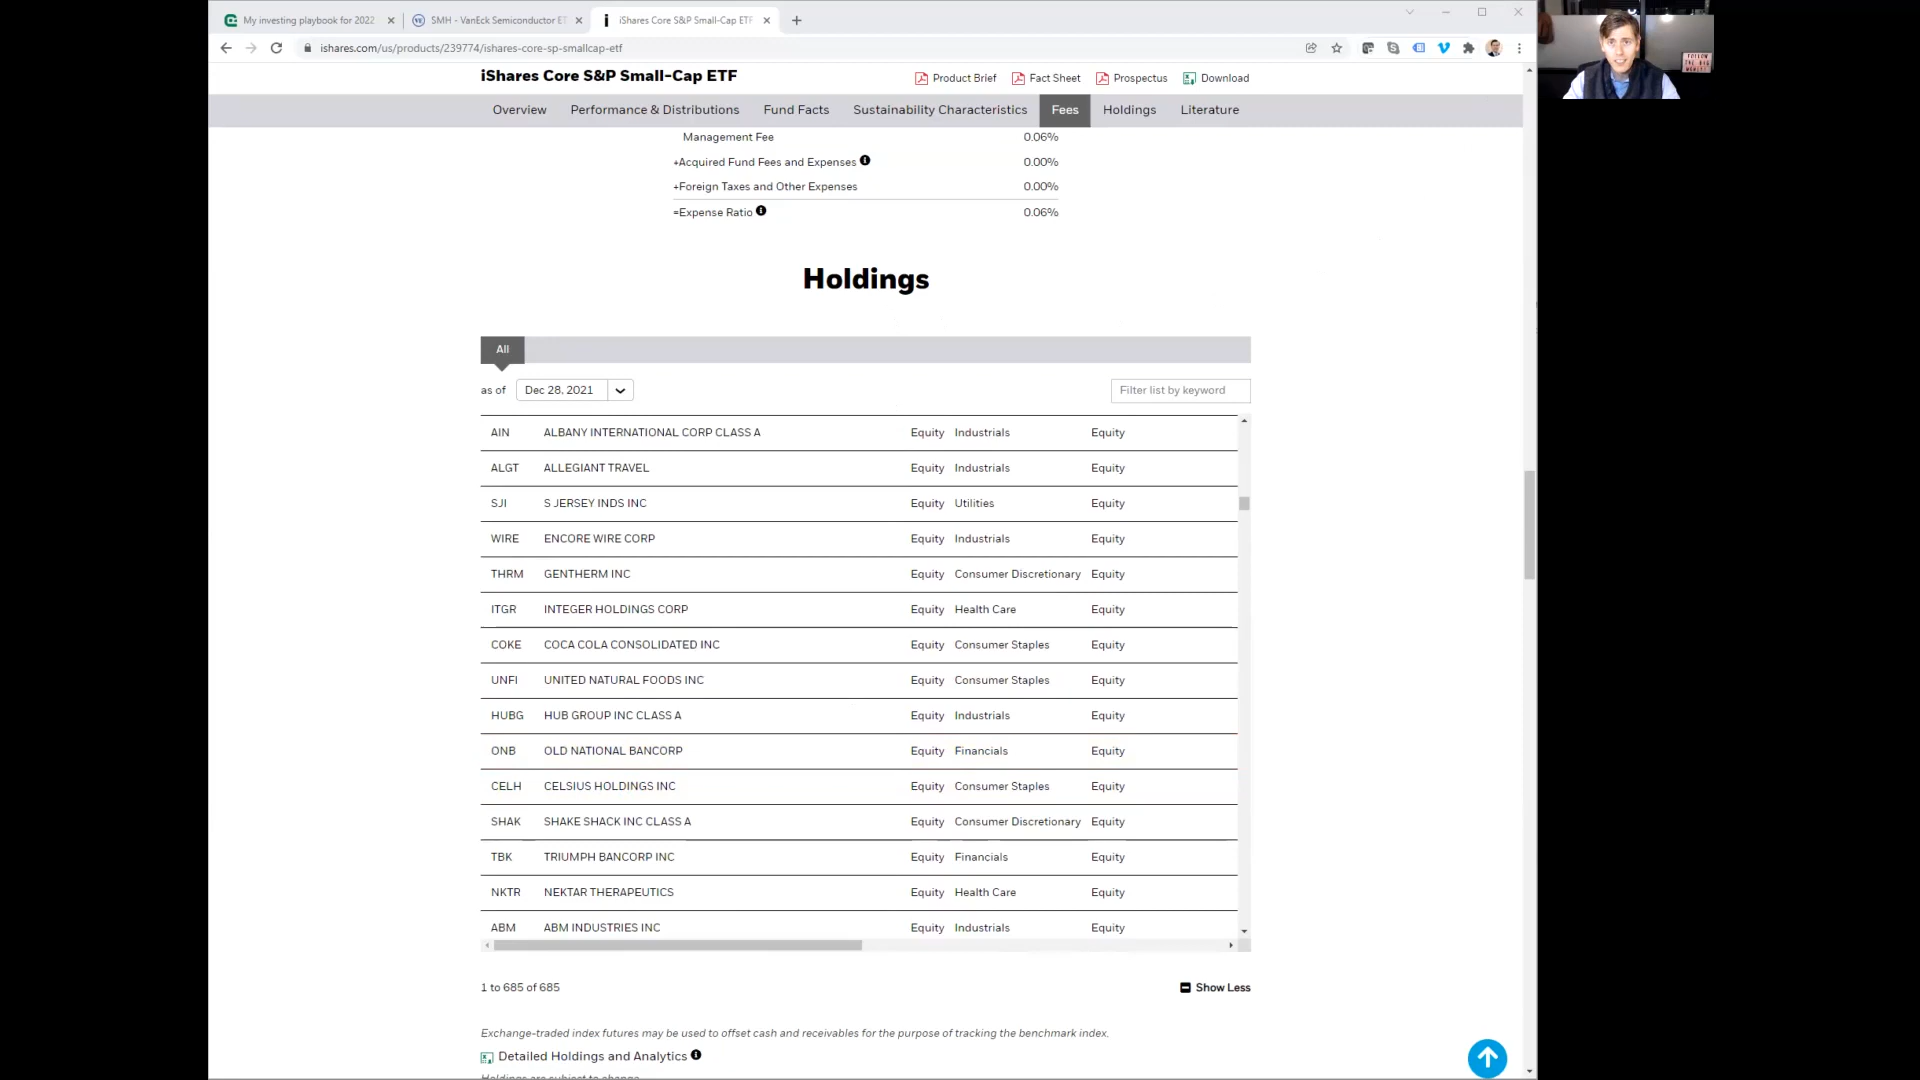 My investing playbook for 2022
SMH - VanEck Semiconductor ET
iShares Core S&P Small-Cap ETF
ishares.com/us/products/239774/ishares-core-sp-smallcap-etf
iShares Core S&P Small-Cap ETF
Product Brief Fact Sheet Prospectus Download
Overview Performance & Distributions Fund Facts Sustainability Characteristics Fees Holdings Literature
Management Fee 0.06%
+Acquired Fund Fees and Expenses 0.00%
+Foreign Taxes and Other Expenses 0.00%
=Expense Ratio 0.06%
Holdings
All
as of Dec 28, 2021 Filter list by keyword
AIN ALBANY INTERNATIONAL CORP CLASS A Equity Industrials Equity
ALGT ALLEGIANT TRAVEL Equity Industrials Equity
SJI S JERSEY INDS INC Equity Utilities Equity
WIRE ENCORE WIRE CORP Equity Industrials Equity
THRM GENTHERM INC Equity Consumer Discretionary Equity
ITGR INTEGER HOLDINGS CORP Equity Health Care Equity
COKE COCA COLA CONSOLIDATED INC Equity Consumer Staples Equity
UNFI UNITED NATURAL FOODS INC Equity Consumer Staples Equity
HUBG HUB GROUP INC CLASS A Equity Industrials Equity
ONB OLD NATIONAL BANCORP Equity Financials Equity
CELH CELSIUS HOLDINGS INC Equity Consumer Staples Equity
SHAK SHAKE SHACK INC CLASS A Equity Consumer Discretionary Equity
TBK TRIUMPH BANCORP INC Equity Financials Equity
NKTR NEKTAR THERAPEUTICS Equity Health Care Equity
ABM ABM INDUSTRIES INC Equity Industrials Equity
1 to 685 of 685 Show Less
Exchange-traded index futures may be used to offset cash and receivables for the purpose of tracking the benchmark index.
Detailed Holdings and Analytics
Holdings are subject to change